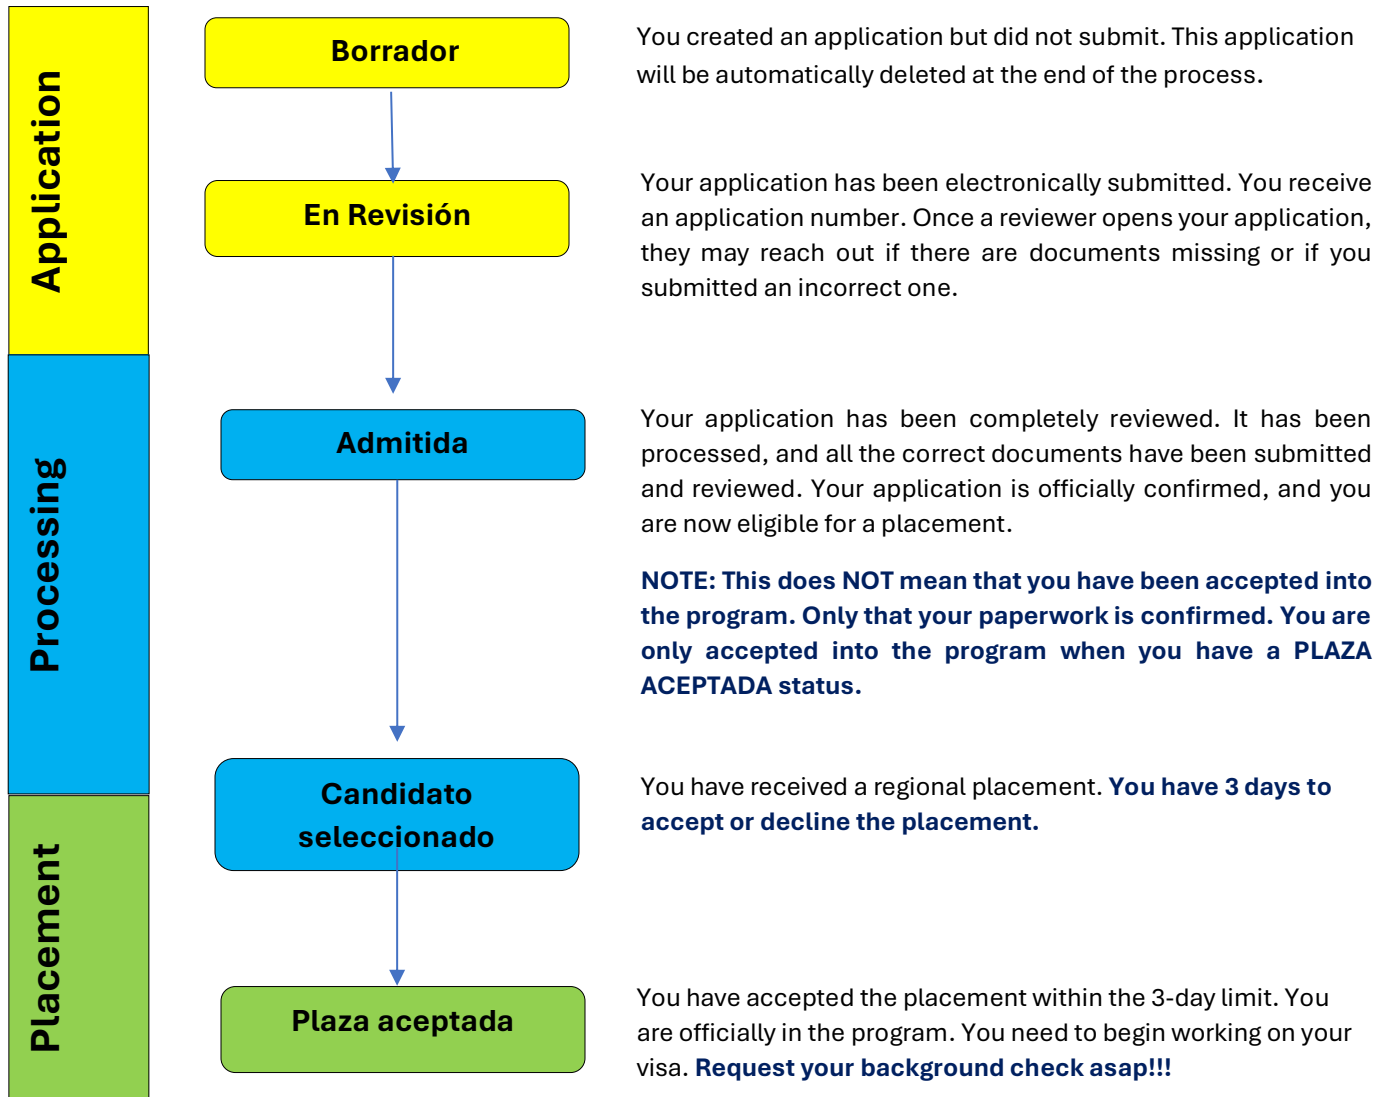 Application
Borrador
You created an application but did not submit. This application
will be automatically deleted at the end of the process.
En Revisión
Your application has been electronically submitted. You receive
an application number. Once a reviewer opens your application,
they may reach out if there are documents missing or if you
submitted an incorrect one.
Processing
Admitida
Your application has been completely reviewed. It has been
processed, and all the correct documents have been submitted
and reviewed. Your application is officially confirmed, and you
are now eligible for a placement.
NOTE: This does NOT mean that you have been accepted into
the program. Only that your paperwork is confirmed. You are
only accepted into the program when you have a PLAZA
ACEPTADA status.
Candidato
seleccionado
You have received a regional placement. You have 3 days to
accept or decline the placement.
Placement
Plaza aceptada
You have accepted the placement within the 3-day limit. You
are officially in the program. You need to begin working on your
visa. Request your background check asap!!!